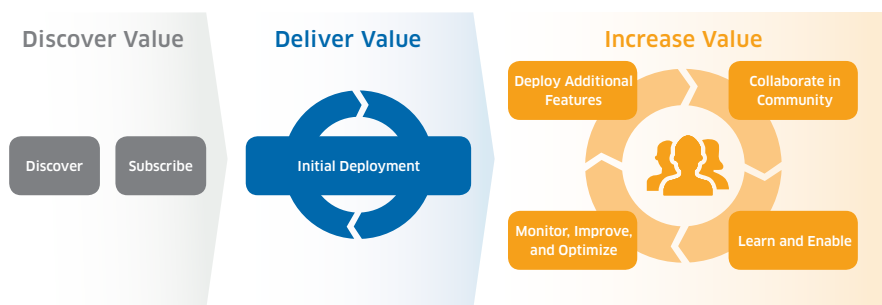 Discover Value
Deliver Value
Increase Value
Discover
Subscribe
Initial Deployment
Deploy Additional
Features
Collaborate in
Community
Monitor, Improve,
and Optimize
Learn and Enable